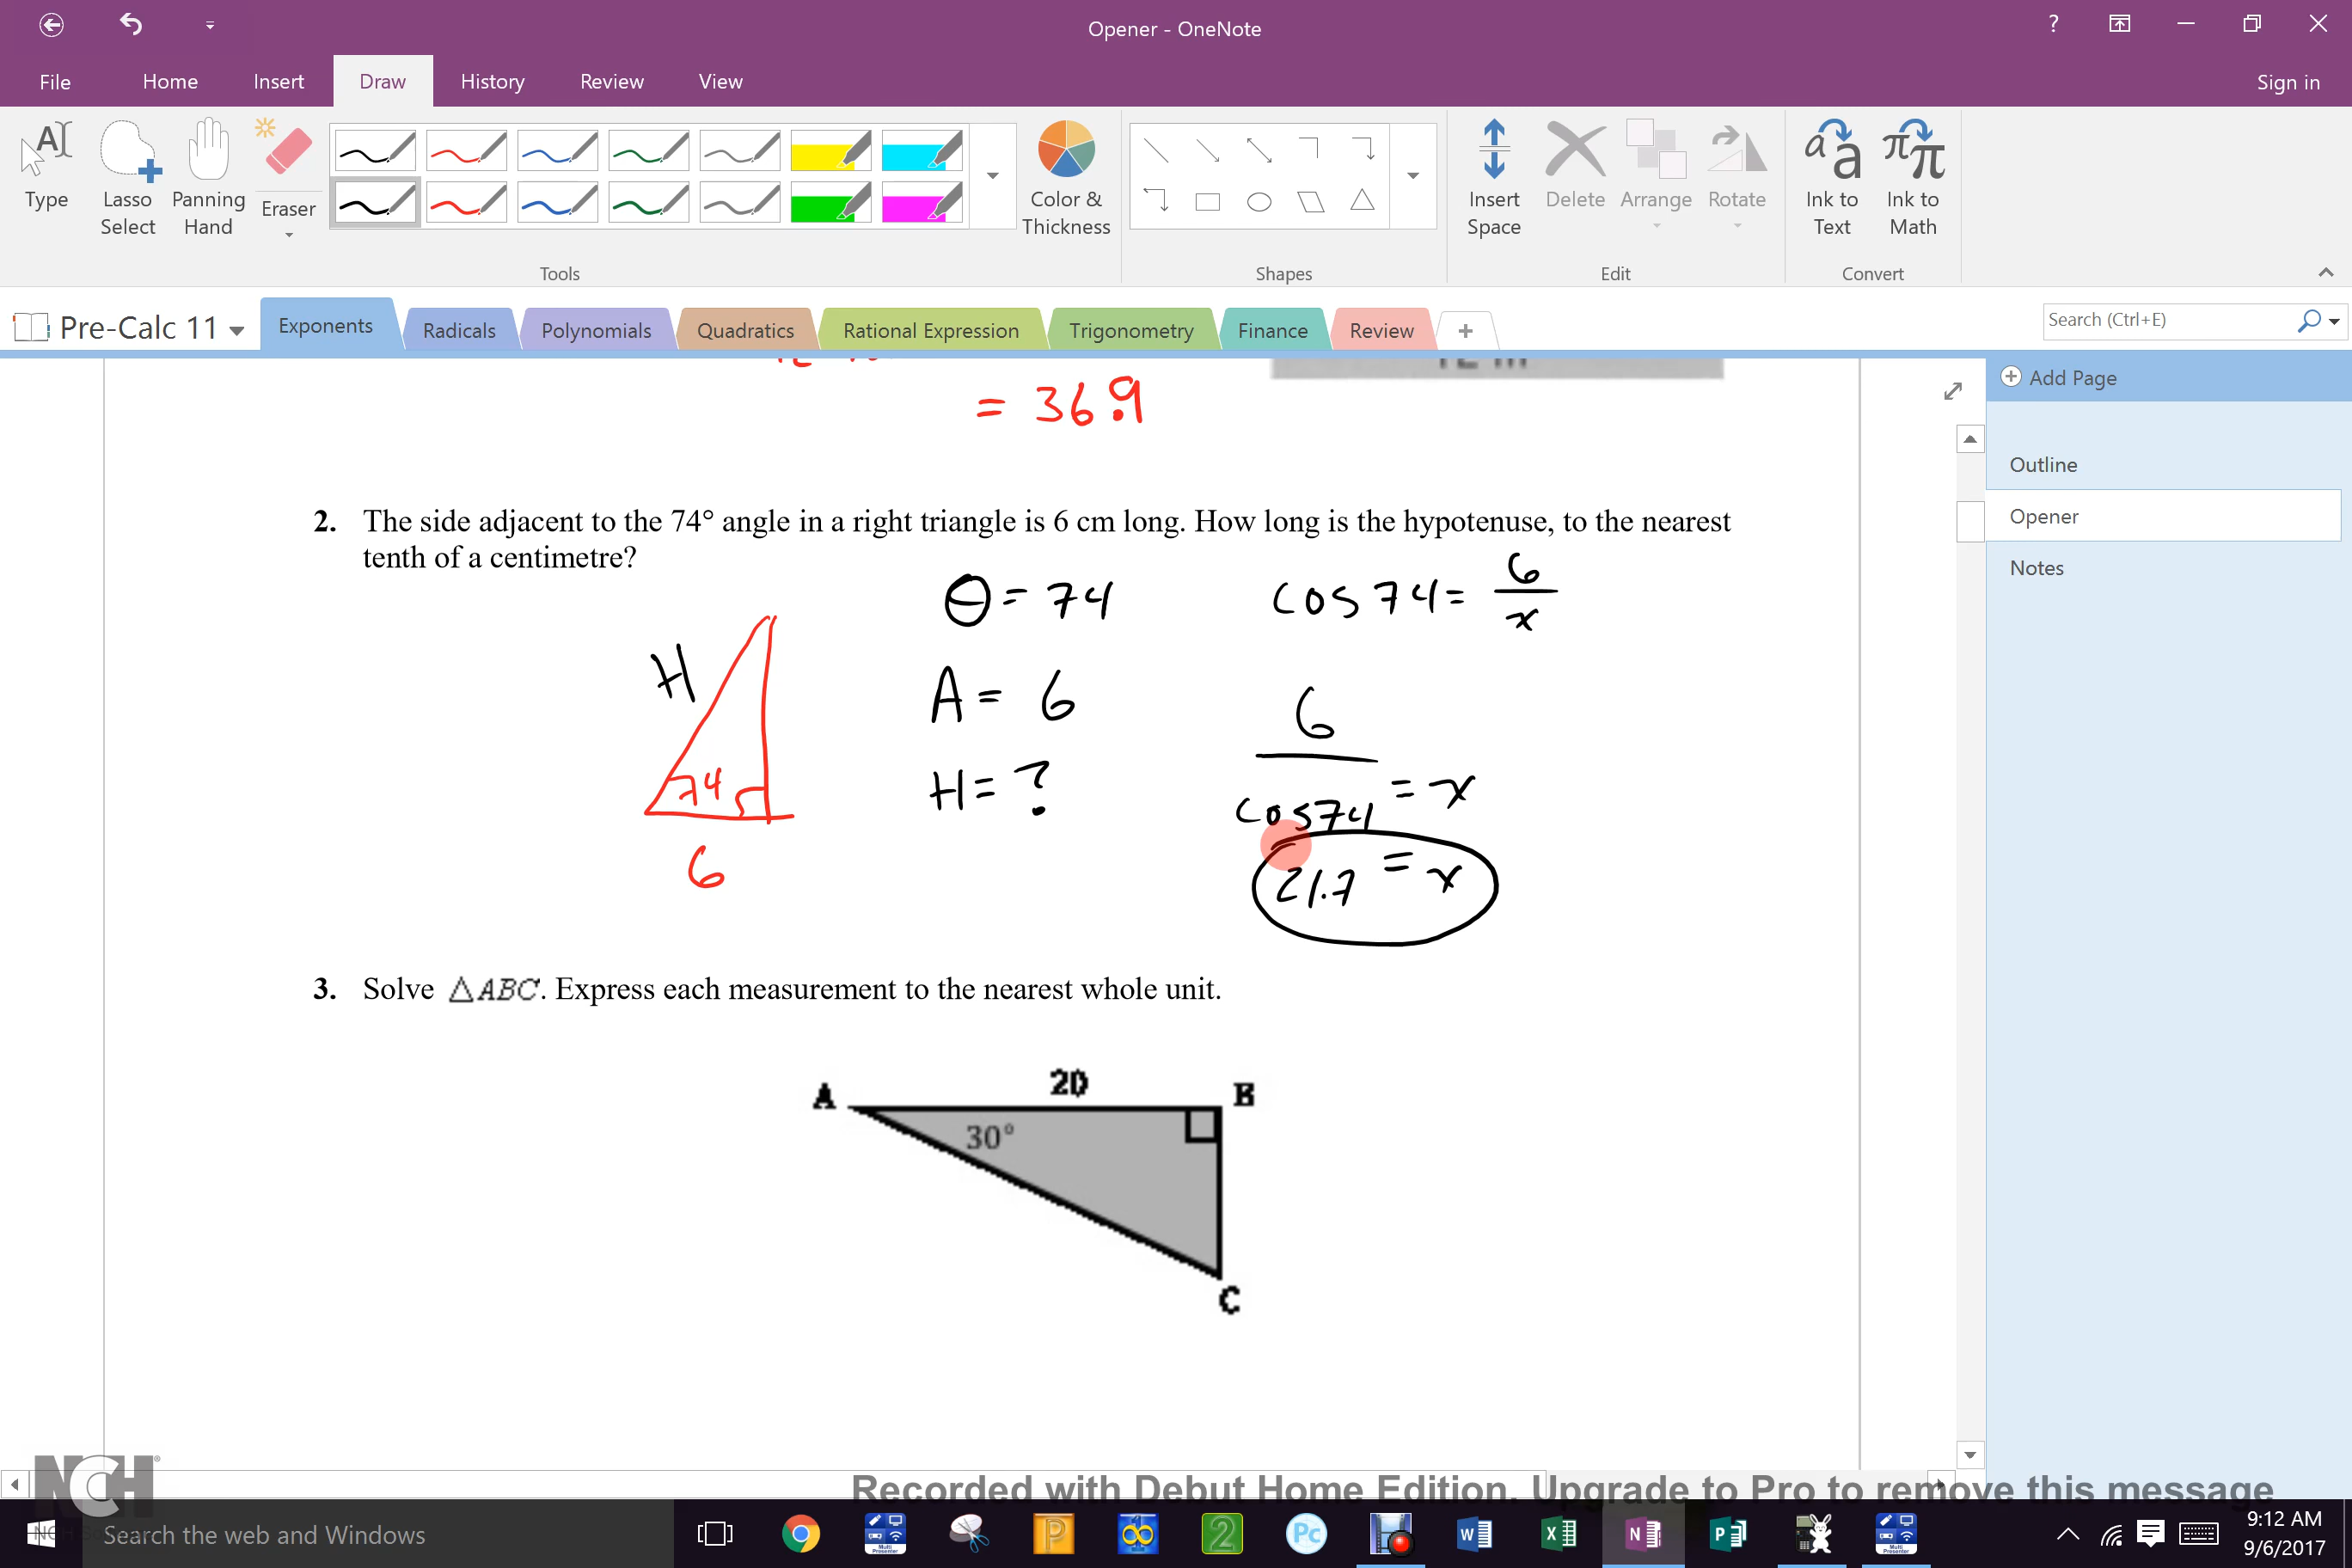 Opener - OneNote
?
File Home Insert Draw History Review View Sign in
Type
Lasso Select
Panning Hand
Eraser
Color & Thickness
Insert Space
Delete
Arrange
Rotate
Ink to Text
Ink to Math
Tools
Shapes
Edit
Convert
Pre-Calc 11
Exponents
Radicals
Polynomials
Quadratics
Rational Expression
Trigonometry
Finance
Review
+
Search (Ctrl+E)
Add Page
Outline
Opener
Notes
= 36.9
2. The side adjacent to the 74° angle in a right triangle is 6 cm long. How long is the hypotenuse, to the nearest
tenth of a centimetre?
H
74
6
θ = 74
A = 6
H = ?
cos 74 = 6/x
6/cos 74 = x
21.7 = x
3. Solve △ABC. Express each measurement to the nearest whole unit.
A
20
B
30°
C
NCH
Recorded with Debut Home Edition. Upgrade to Pro to remove this message
Search the web and Windows
9:12 AM
9/6/2017